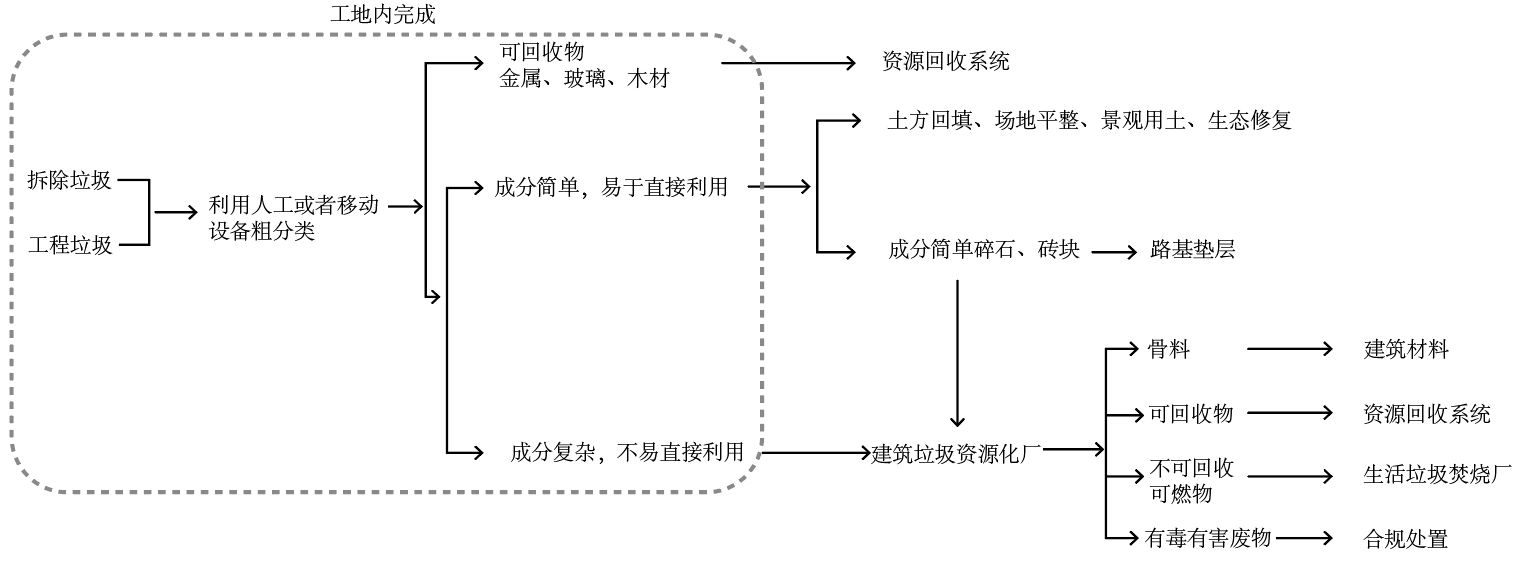 工地内完成
可回收物
金属、玻璃、木材
资源回收系统
土方回填、场地平整、景观用土、生态修复
拆除垃圾
成分简单，易于直接利用
利用人工或者移动
设备粗分类
工程垃圾
成分简单碎石、砖块
路基垫层
骨料
建筑材料
可回收物
资源回收系统
成分复杂，不易直接利用
建筑垃圾资源化厂
不可回收
可燃物
生活垃圾焚烧厂
有毒有害废物
合规处置